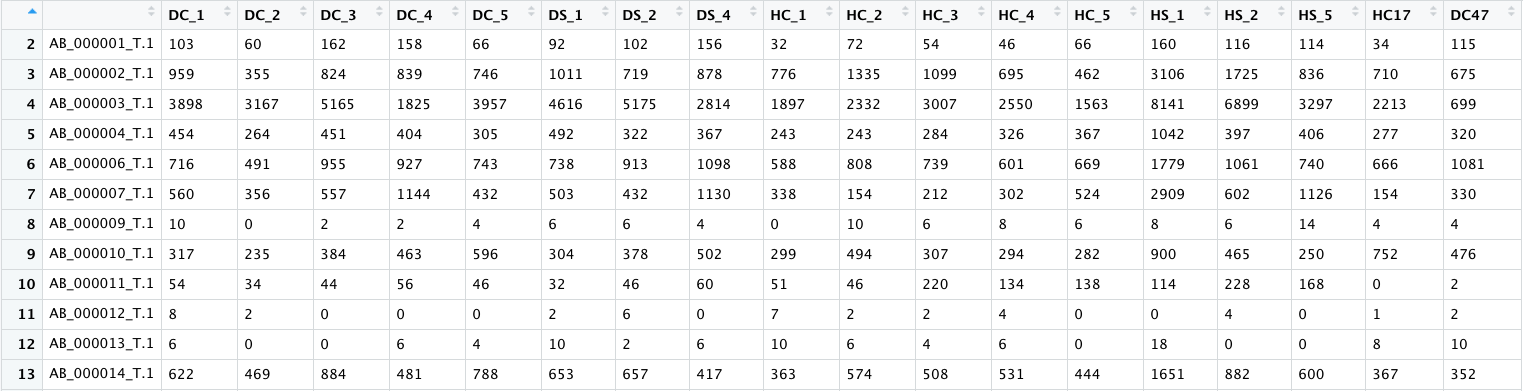 DC_1 DC_2 DC_3 DC_4 DC_5 DS_1 DS_2 DS_4 HC_1 HC_2 HC_3 HC_4 HC_5 HS_1 HS_2 HS_5 HC17 DC47
2 AB_000001_T.1 103 60 162 158 66 92 102 156 32 72 54 46 66 160 116 114 34 115
3 AB_000002_T.1 959 355 824 839 746 1011 719 878 776 1335 1099 695 462 3106 1725 836 710 675
4 AB_000003_T.1 3898 3167 5165 1825 3957 4616 5175 2814 1897 2332 3007 2550 1563 8141 6899 3297 2213 699
5 AB_000004_T.1 454 264 451 404 305 492 322 367 243 243 284 326 367 1042 397 406 277 320
6 AB_000006_T.1 716 491 955 927 743 738 913 1098 588 808 739 601 669 1779 1061 740 666 1081
7 AB_000007_T.1 560 356 557 1144 432 503 432 1130 338 154 212 302 524 2909 602 1126 154 330
8 AB_000009_T.1 10 0 2 2 4 6 6 4 0 10 6 8 6 8 6 14 4 4
9 AB_000010_T.1 317 235 384 463 596 304 378 502 299 494 307 294 282 900 465 250 752 476
10 AB_000011_T.1 54 34 44 56 46 32 46 60 51 46 220 134 138 114 228 168 0 2
11 AB_000012_T.1 8 2 0 0 0 2 6 0 7 2 2 4 0 0 4 0 1 2
12 AB_000013_T.1 6 0 0 6 4 10 2 6 10 6 4 6 0 18 0 0 8 10
13 AB_000014_T.1 622 469 884 481 788 653 657 417 363 574 508 531 444 1651 882 600 367 352